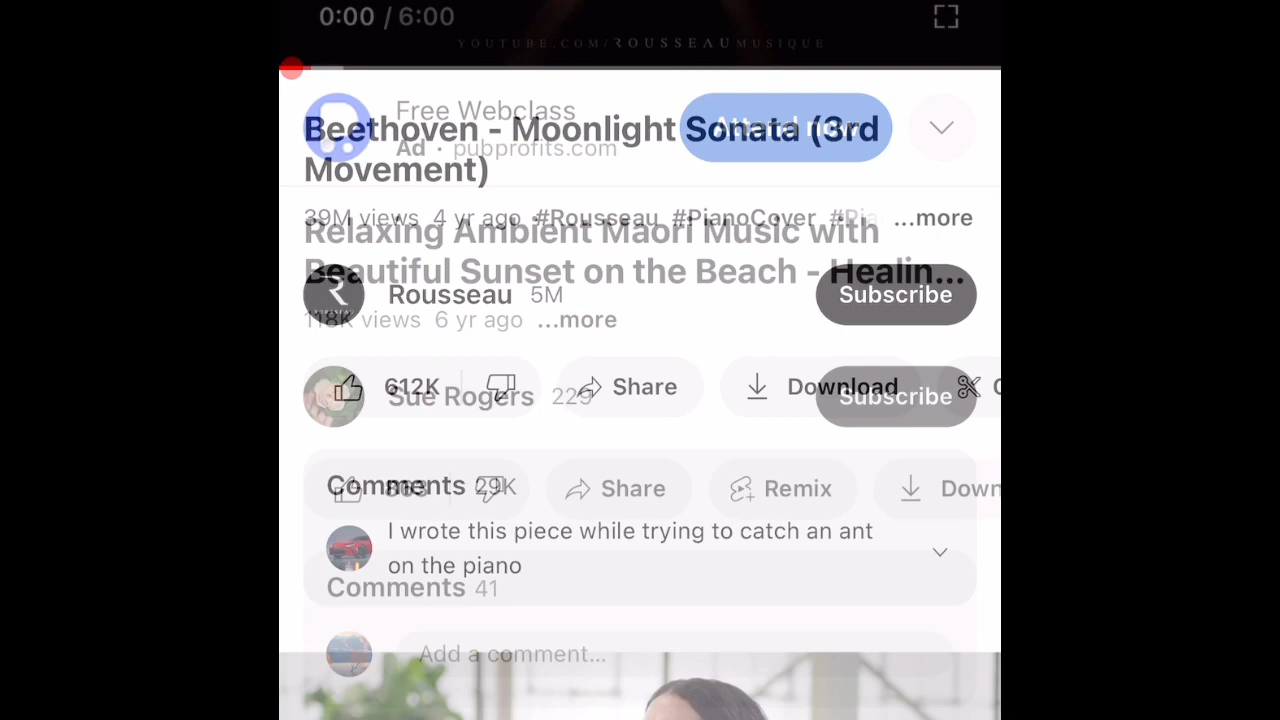 0:00 / 6:00
YOUTUBE.COM/ROUSSEAUMUSIQUE
Free Webclass
Attend now
Beethoven - Moonlight Sonata (3rd
Movement)
Ad · pubprofits.com
39M views 4 yr ago #Rousseau #PianoCover #Pia ...more
Relaxing Ambient Maori Music with
Beautiful Sunset on the Beach - Healin...
Rousseau 5M
Subscribe
118K views 6 yr ago ...more
612K
Share
Download
Sue Rogers
Subscribe
Comments 29K
Share
Remix
Down
I wrote this piece while trying to catch an ant
on the piano
Comments 41
Add a comment...